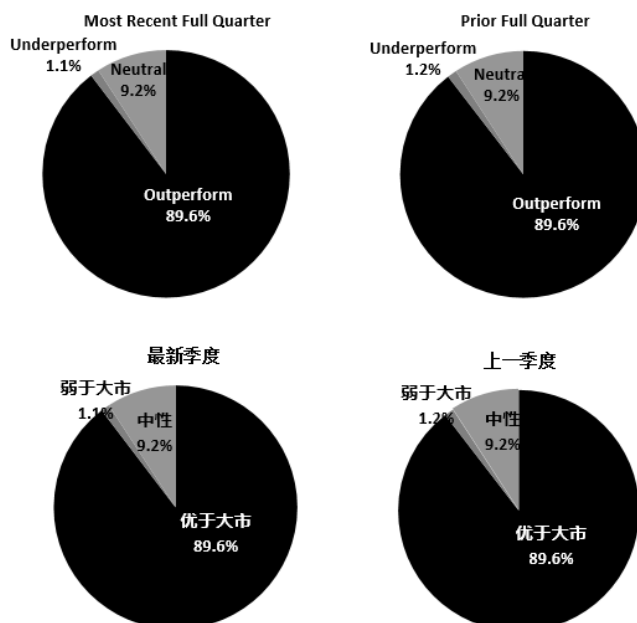 Most Recent Full Quarter
Underperform
1.1%
Neutral
9.2%
Outperform
89.6%
Prior Full Quarter
Underperform
1.2%
Neutral
9.2%
Outperform
89.6%
最新季度
弱于大市
1.1%
中性
9.2%
优于大市
89.6%
上一季度
弱于大市
1.2%
中性
9.2%
优于大市
89.6%